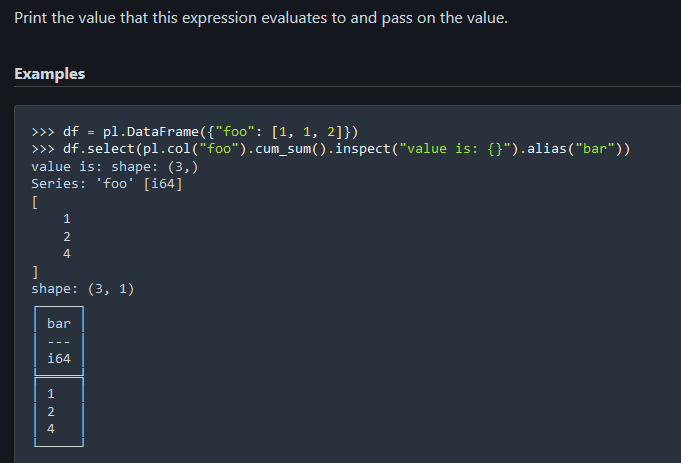 Print the value that this expression evaluates to and pass on the value.
Examples
>>> df = pl.DataFrame({"foo": [1, 1, 2]})
>>> df.select(pl.col("foo").cum_sum().inspect("value is: {}").alias("bar"))
value is: shape: (3,)
Series: 'foo' [i64]
[
    1
    2
    4
]
shape: (3, 1)
bar
---
i64
1
2
4